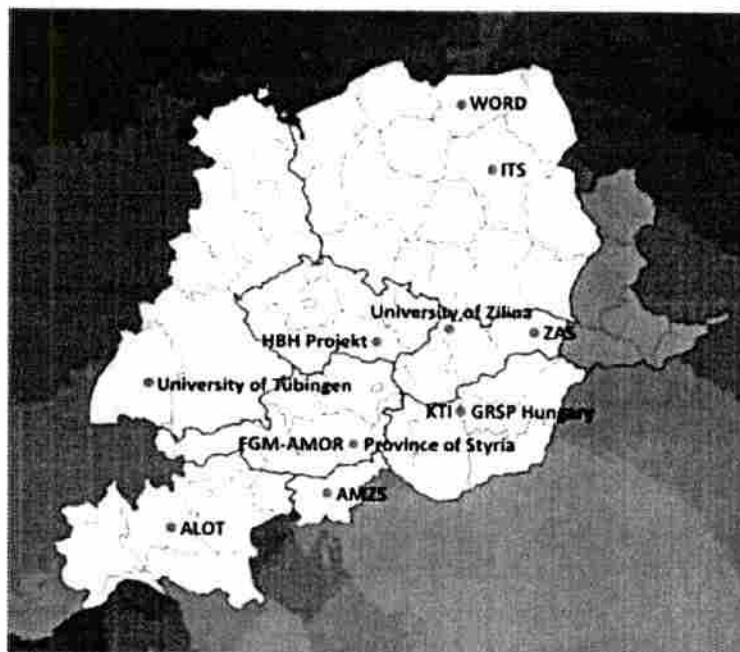 WORD
ITS
University of Zilina
ZAS
HBH Projekt
University of Tübingen
KTI GRSP Hungary
FGM-AMOR Province of Styria
AMZS
ALOT